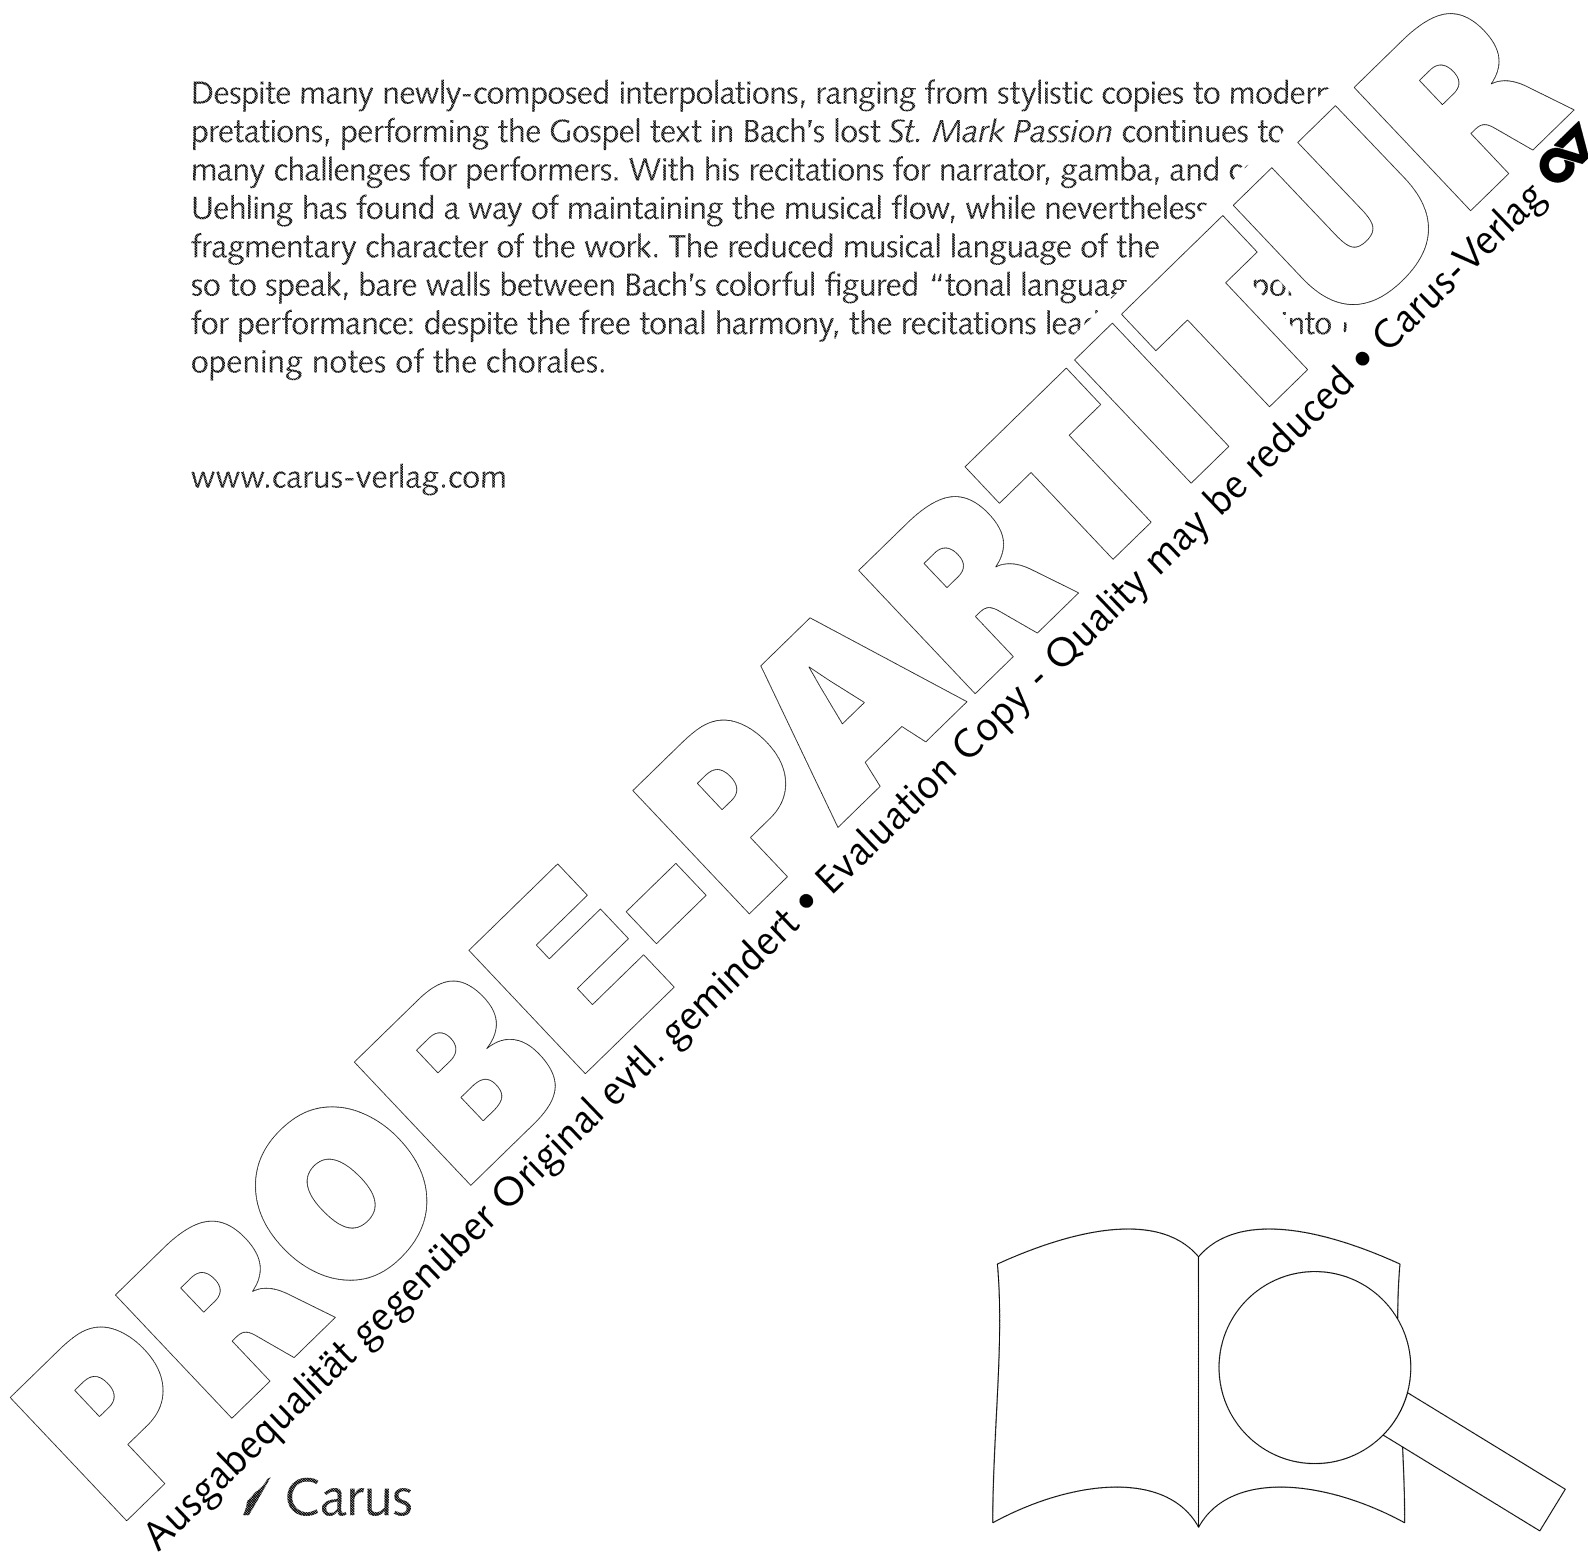 Despite many newly-composed interpolations, ranging from stylistic copies to modern
pretations, performing the Gospel text in Bach's lost St. Mark Passion continues to
many challenges for performers. With his recitations for narrator, gamba, and
Uehling has found a way of maintaining the musical flow, while nevertheless
fragmentary character of the work. The reduced musical language of the
so to speak, bare walls between Bach's colorful figured “tonal
for performance: despite the free tonal harmony, the recitations into
opening notes of the chorales.
www.carus-verlag.com
PROBE-PARTITUR
Ausgabequalität gegenüber Original evtl. gemindert • Evaluation Copy - Quality may be reduced • Carus-Verlag
Carus